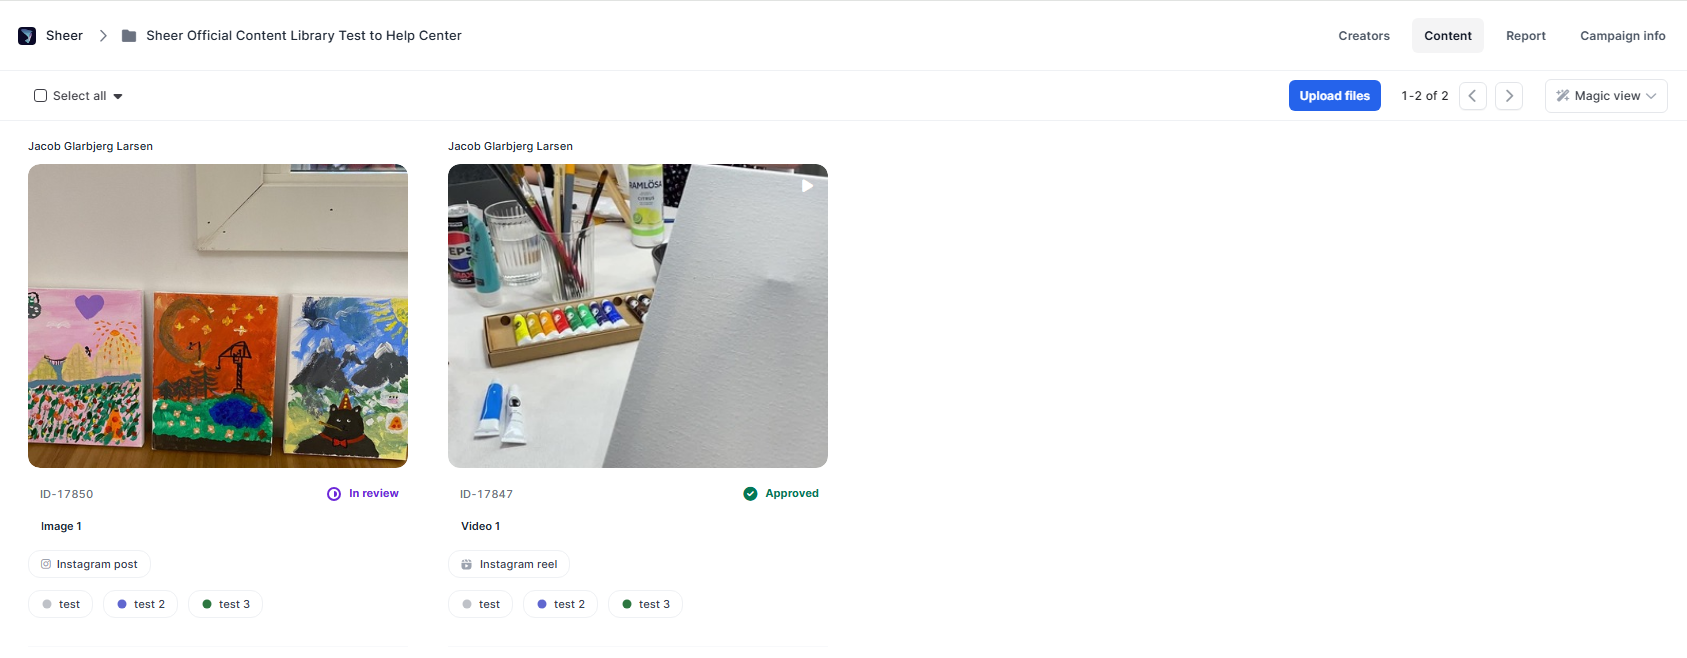 Sheer
Sheer Official Content Library Test to Help Center
Creators
Content
Report
Campaign info
Select all
Upload files
1-2 of 2
Magic view
Jacob Glarbjerg Larsen
Jacob Glarbjerg Larsen
RAMLÖSA
PEPS
MAX
ID-17850
In review
ID-17847
Approved
Image 1
Video 1
Instagram post
Instagram reel
test
test 2
test 3
test
test 2
test 3